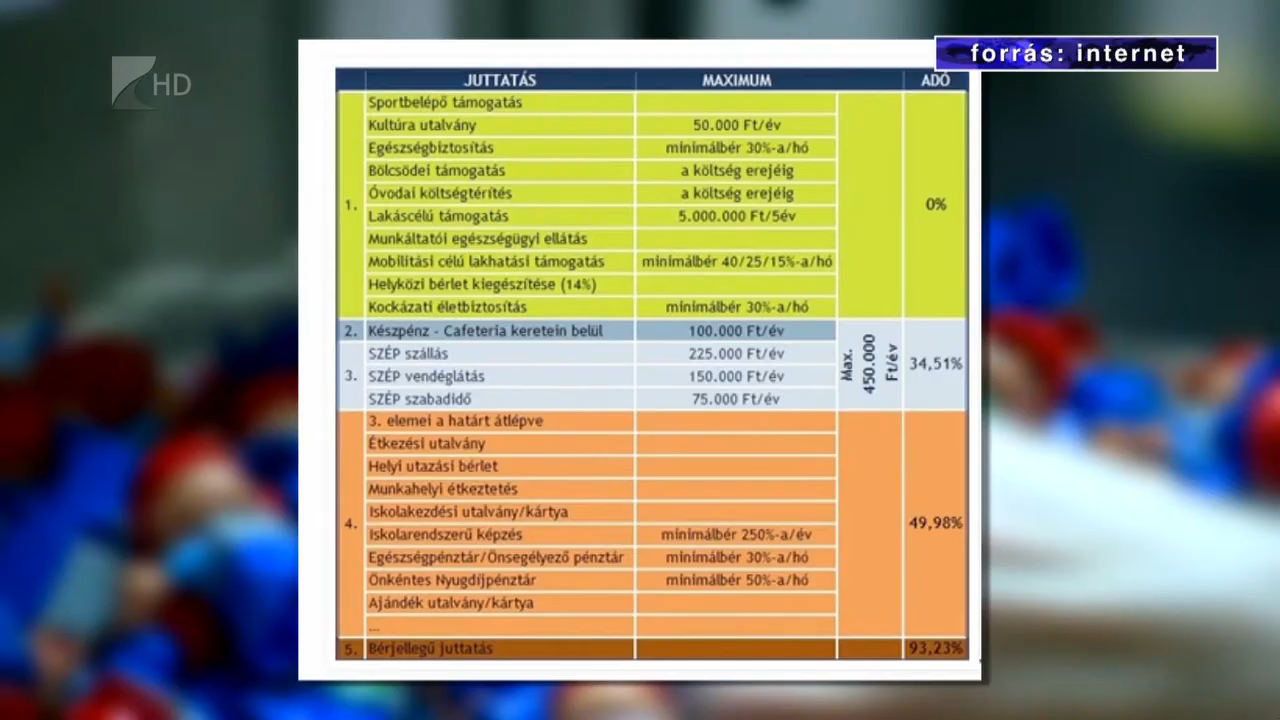 HD
forrás: internet
JUTTATÁS MAXIMUM ADÓ
1. 0%
Sportbelépő támogatás
Kultúra utalvány 50.000 Ft/év
Egészségbiztosítás minimálbér 30%-a/hó
Bölcsödei támogatás a költség erejéig
Óvodai költségtérítés a költség erejéig
Lakáscélú támogatás 5.000.000 Ft/5év
Munkáltatói egészségügyi ellátás
Mobilitási célú lakhatási támogatás minimálbér 40/25/15%-a/hó
Helyközi bérlet kiegészítése (14%)
Kockázati életbiztosítás minimálbér 30%-a/hó
2. Készpénz - Cafeteria keretein belül 100.000 Ft/év
Max. 450.000 Ft/év 34,51%
3.
SZÉP szállás 225.000 Ft/év
SZÉP vendéglátás 150.000 Ft/év
SZÉP szabadidő 75.000 Ft/év
4. 49,98%
3. elemei a határt átlépve
Étkezési utalvány
Helyi utazási bérlet
Munkahelyi étkeztetés
Iskolakezdési utalvány/kártya
Iskolarendszerű képzés minimálbér 250%-a/év
Egészségpénztár/Önsegélyező pénztár minimálbér 30%-a/hó
Önkéntes Nyugdíjpénztár minimálbér 50%-a/hó
Ajándék utalvány/kártya
...
5. Bérjellegű juttatás 93,23%